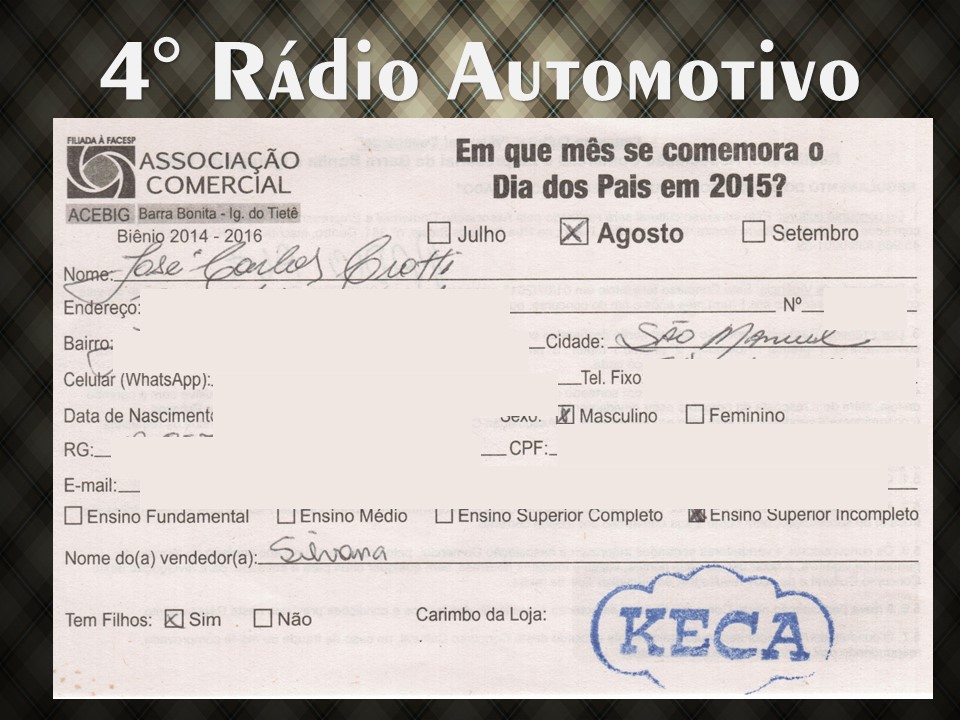 4° Rádio Automotivo
FILIADA À FACESP
ASSOCIAÇÃO
COMERCIAL
ACEBIG Barra Bonita - Ig. do Tietê
Biênio 2014 - 2016
Em que mês se comemora o
Dia dos Pais em 2015?
Julho Agosto Setembro
Nome: José Carlos Crotti
Endereço: Nº
Bairro: Cidade: São Manuel
Celular (WhatsApp): Tel. Fixo
Data de Nascimento Sexo: Masculino Feminino
RG: CPF:
E-mail:
Ensino Fundamental Ensino Médio Ensino Superior Completo Ensino Superior Incompleto
Nome do(a) vendedor(a): Silvana
Tem Filhos: Sim Não Carimbo da Loja: KECA